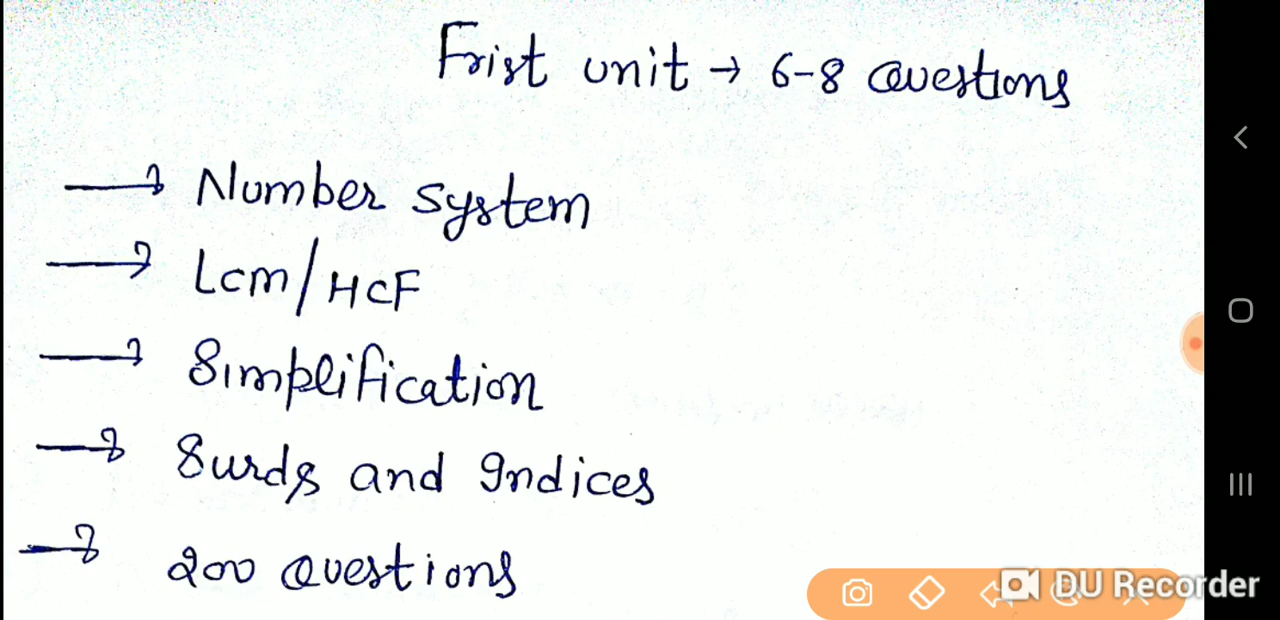 Frist unit → 6-8 Questions
→ Number system
→ Lcm/HCF
→ Simplification
→ Surds and Indices
→ 200 Questions
DU Recorder